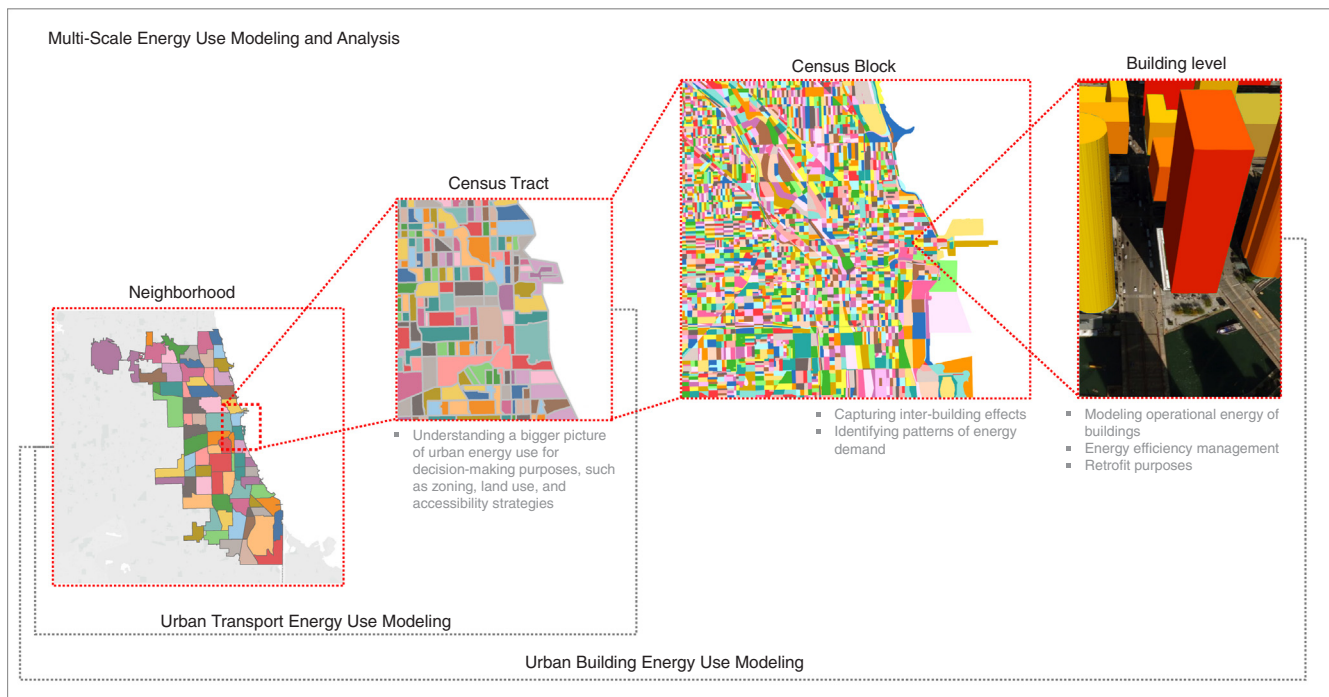 Multi-Scale Energy Use Modeling and Analysis
Neighborhood
Census Tract
▪ Understanding a bigger picture
of urban energy use for
decision-making purposes, such
as zoning, land use, and
accessibility strategies
Census Block
▪ Capturing inter-building effects
▪ Identifying patterns of energy
demand
Building level
▪ Modeling operational energy of
buildings
▪ Energy efficiency management
▪ Retrofit purposes
Urban Transport Energy Use Modeling
Urban Building Energy Use Modeling